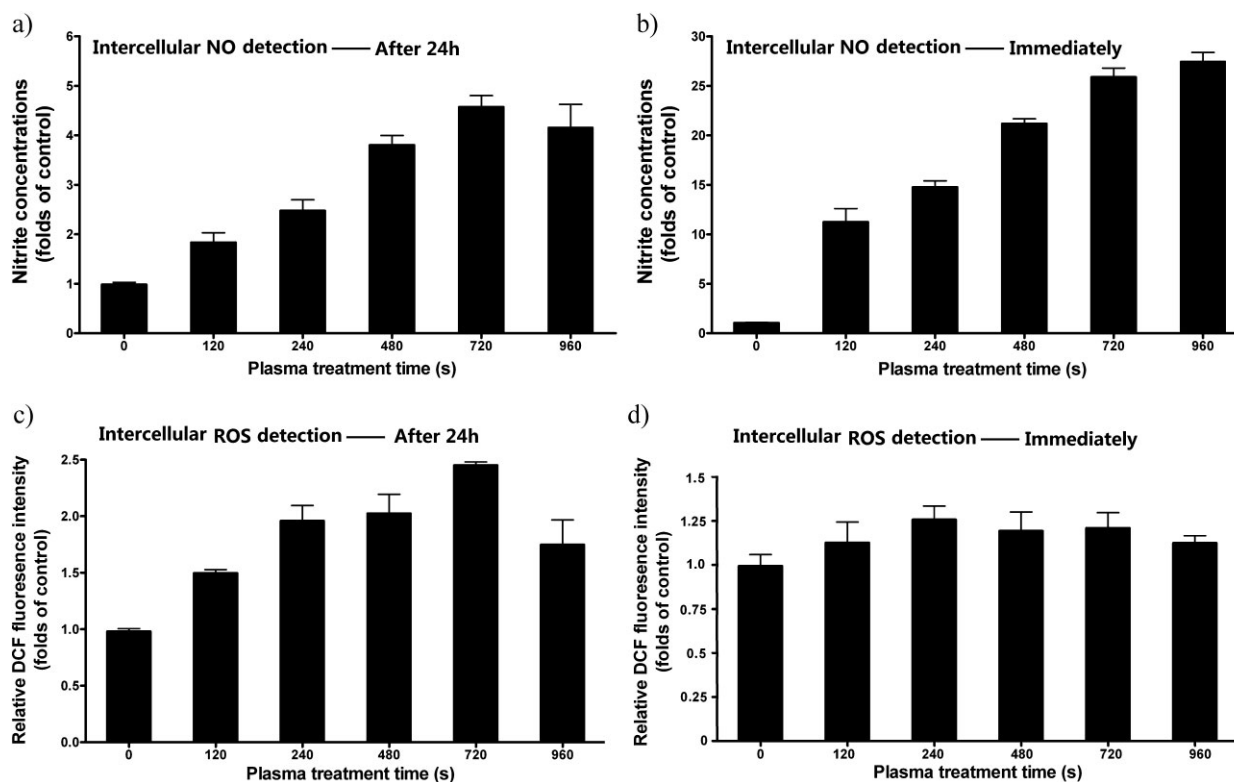 a)
Intercellular NO detection —— After 24h
Nitrite concentrations
(folds of control)
6
5
4
3
2
1
0
0 120 240 480 720 960
Plasma treatment time (s)
b)
Intercellular NO detection —— Immediately
Nitrite concentrations
(folds of control)
30
25
20
15
10
5
0
0 120 240 480 720 960
Plasma treatment time (s)
c)
Intercellular ROS detection —— After 24h
Relative DCF fluoresence intensity
(folds of control)
2.5
2.0
1.5
1.0
0.5
0.0
0 120 240 480 720 960
Plasma treatment time (s)
d)
Intercellular ROS detection —— Immediately
Relative DCF fluoresence intensity
(folds of control)
1.5
1.25
1.0
0.75
0.5
0.25
0
0 120 240 480 720 960
Plasma treatment time (s)